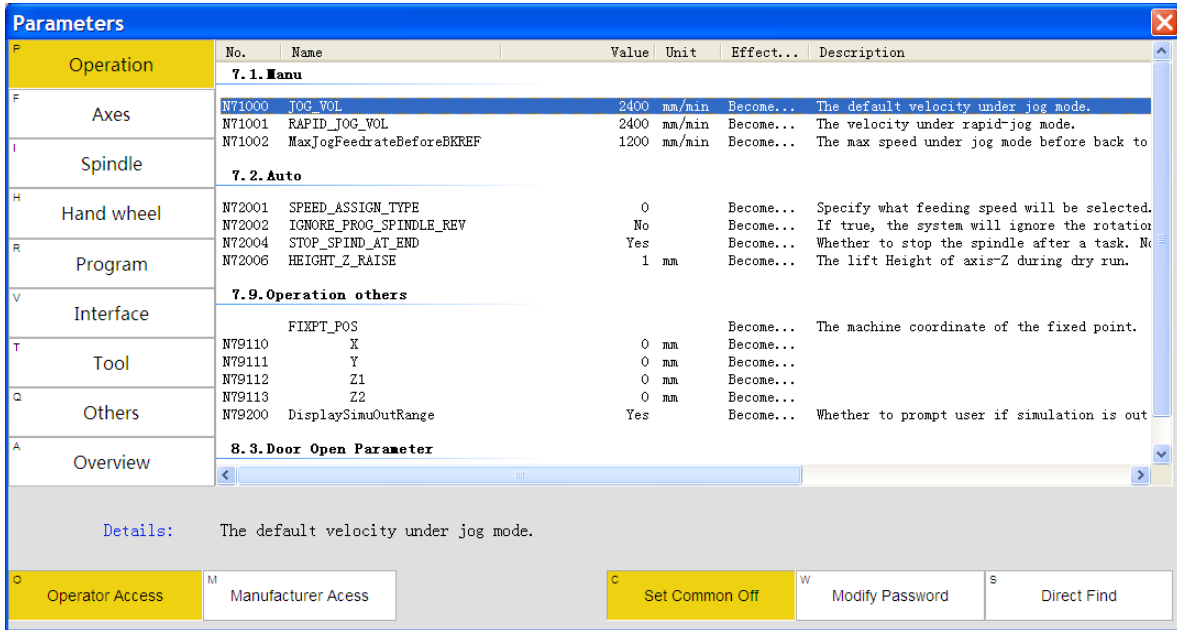 Parameters
P Operation
F Axes
I Spindle
H Hand wheel
R Program
V Interface
T Tool
Q Others
A Overview
No. Name Value Unit Effect... Description
7.1.Manu
N71000 JOG_VOL 2400 mm/min Become... The default velocity under jog mode.
N71001 RAPID_JOG_VOL 2400 mm/min Become... The velocity under rapid-jog mode.
N71002 MaxJogFeedrateBeforeBKREF 1200 mm/min Become... The max speed under jog mode before back to
7.2.Auto
N72001 SPEED_ASSIGN_TYPE 0 Become... Specify what feeding speed will be selected.
N72002 IGNORE_PROG_SPINDLE_REV No Become... If true, the system will ignore the rotation
N72004 STOP_SPIND_AT_END Yes Become... Whether to stop the spindle after a task. No
N72006 HEIGHT_Z_RAISE 1 mm Become... The lift Height of axis-Z during dry run.
7.9.Operation others
FIXPT_POS Become... The machine coordinate of the fixed point.
N79110 X 0 mm Become...
N79111 Y 0 mm Become...
N79112 Z1 0 mm Become...
N79113 Z2 0 mm Become...
N79200 DisplaySimuOutRange Yes Become... Whether to prompt user if simulation is out
8.3.Door Open Parameter
Details: The default velocity under jog mode.
O Operator Access M Manufacturer Acess C Set Common Off W Modify Password S Direct Find